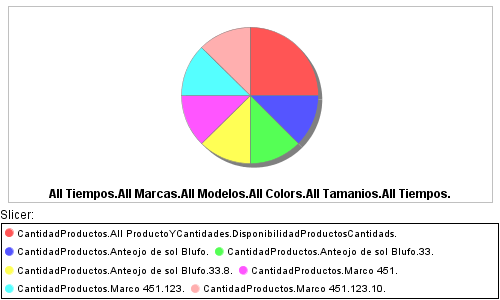 All Tiempos.All Marcas.All Modelos.All Colors.All Tamanios.All Tiempos.
Slicer:
CantidadProductos.All ProductoYCantidades.DisponibilidadProductosCantidads.
CantidadProductos.Anteojo de sol Blufo. CantidadProductos.Anteojo de sol Blufo.33.
CantidadProductos.Anteojo de sol Blufo.33.8. CantidadProductos.Marco 451.
CantidadProductos.Marco 451.123. CantidadProductos.Marco 451.123.10.